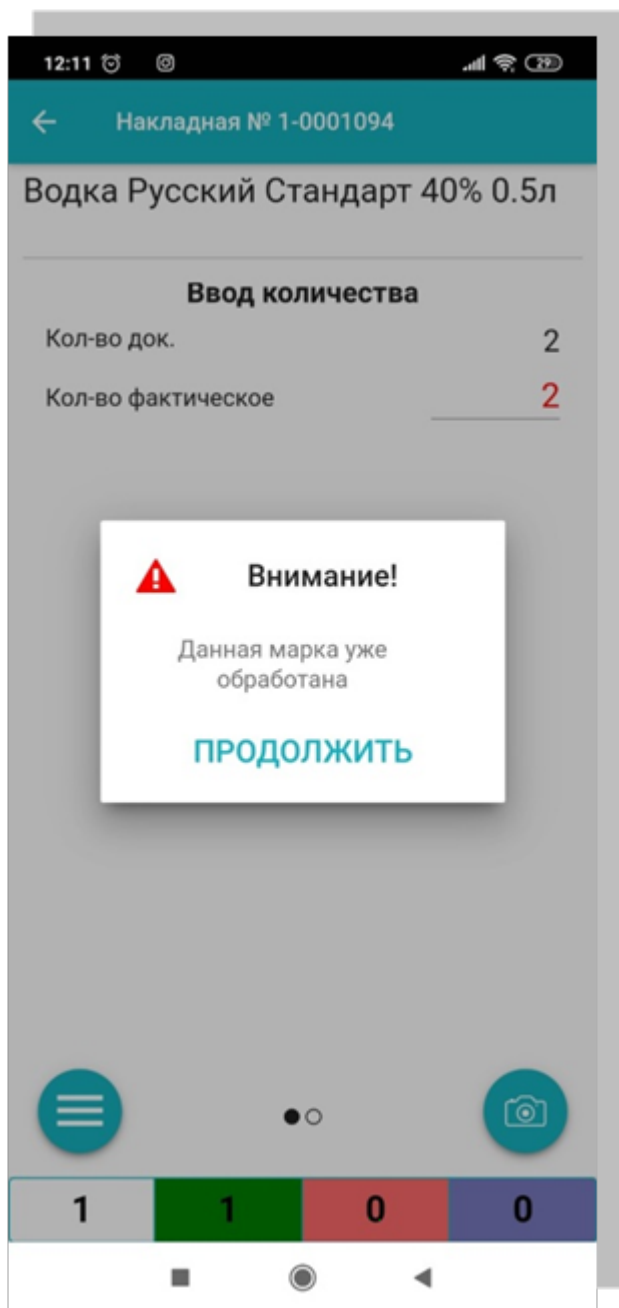 12:11
29
Накладная № 1-0001094
Водка Русский Стандарт 40% 0.5л
Ввод количества
Кол-во док. 2
Кол-во фактическое 2
Внимание!
Данная марка уже
обработана
ПРОДОЛЖИТЬ
1 1 0 0